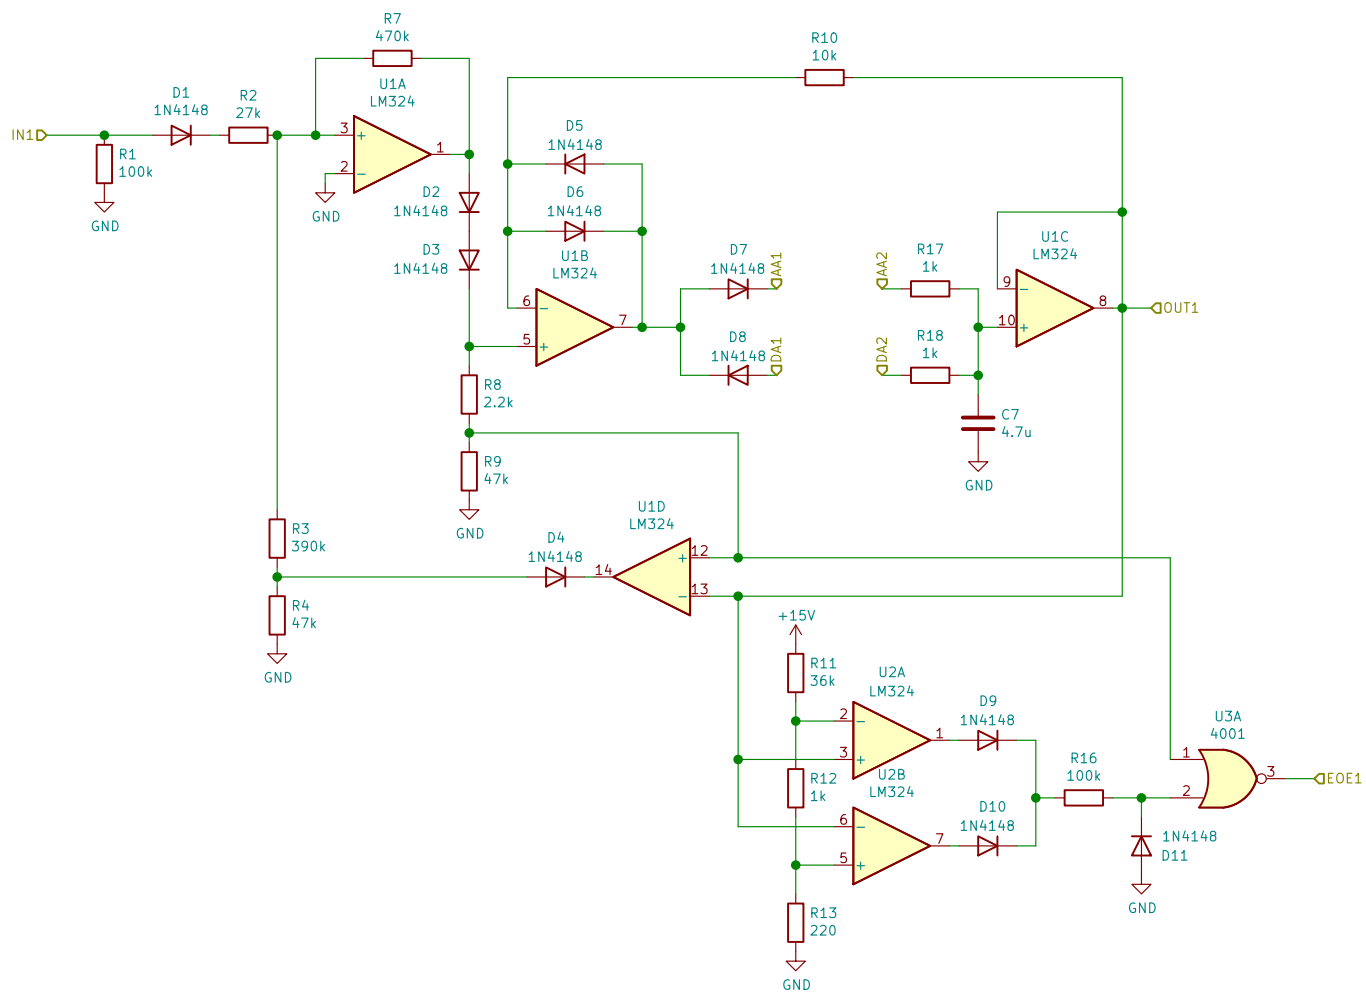 R7
470k
U1A
LM324
IN1
D1
1N4148
R2
27k
3
+
2
−
1
R1
100k
GND
GND
D2
1N4148
D3
1N4148
R10
10k
D5
1N4148
D6
1N4148
U1B
LM324
6
−
5
+
7
D7
1N4148
AA1
D8
1N4148
DA1
AA2
R17
1k
DA2
R18
1k
U1C
LM324
9
−
10
+
8
OUT1
C7
4.7u
GND
R8
2.2k
R9
47k
GND
U1D
LM324
12
+
13
−
14
D4
1N4148
R3
390k
R4
47k
GND
+15V
R11
36k
U2A
LM324
2
−
3
+
1
D9
1N4148
R12
1k
U2B
LM324
6
−
5
+
7
D10
1N4148
R13
220
GND
R16
100k
1N4148
D11
GND
U3A
4001
1
2
3
EOE1